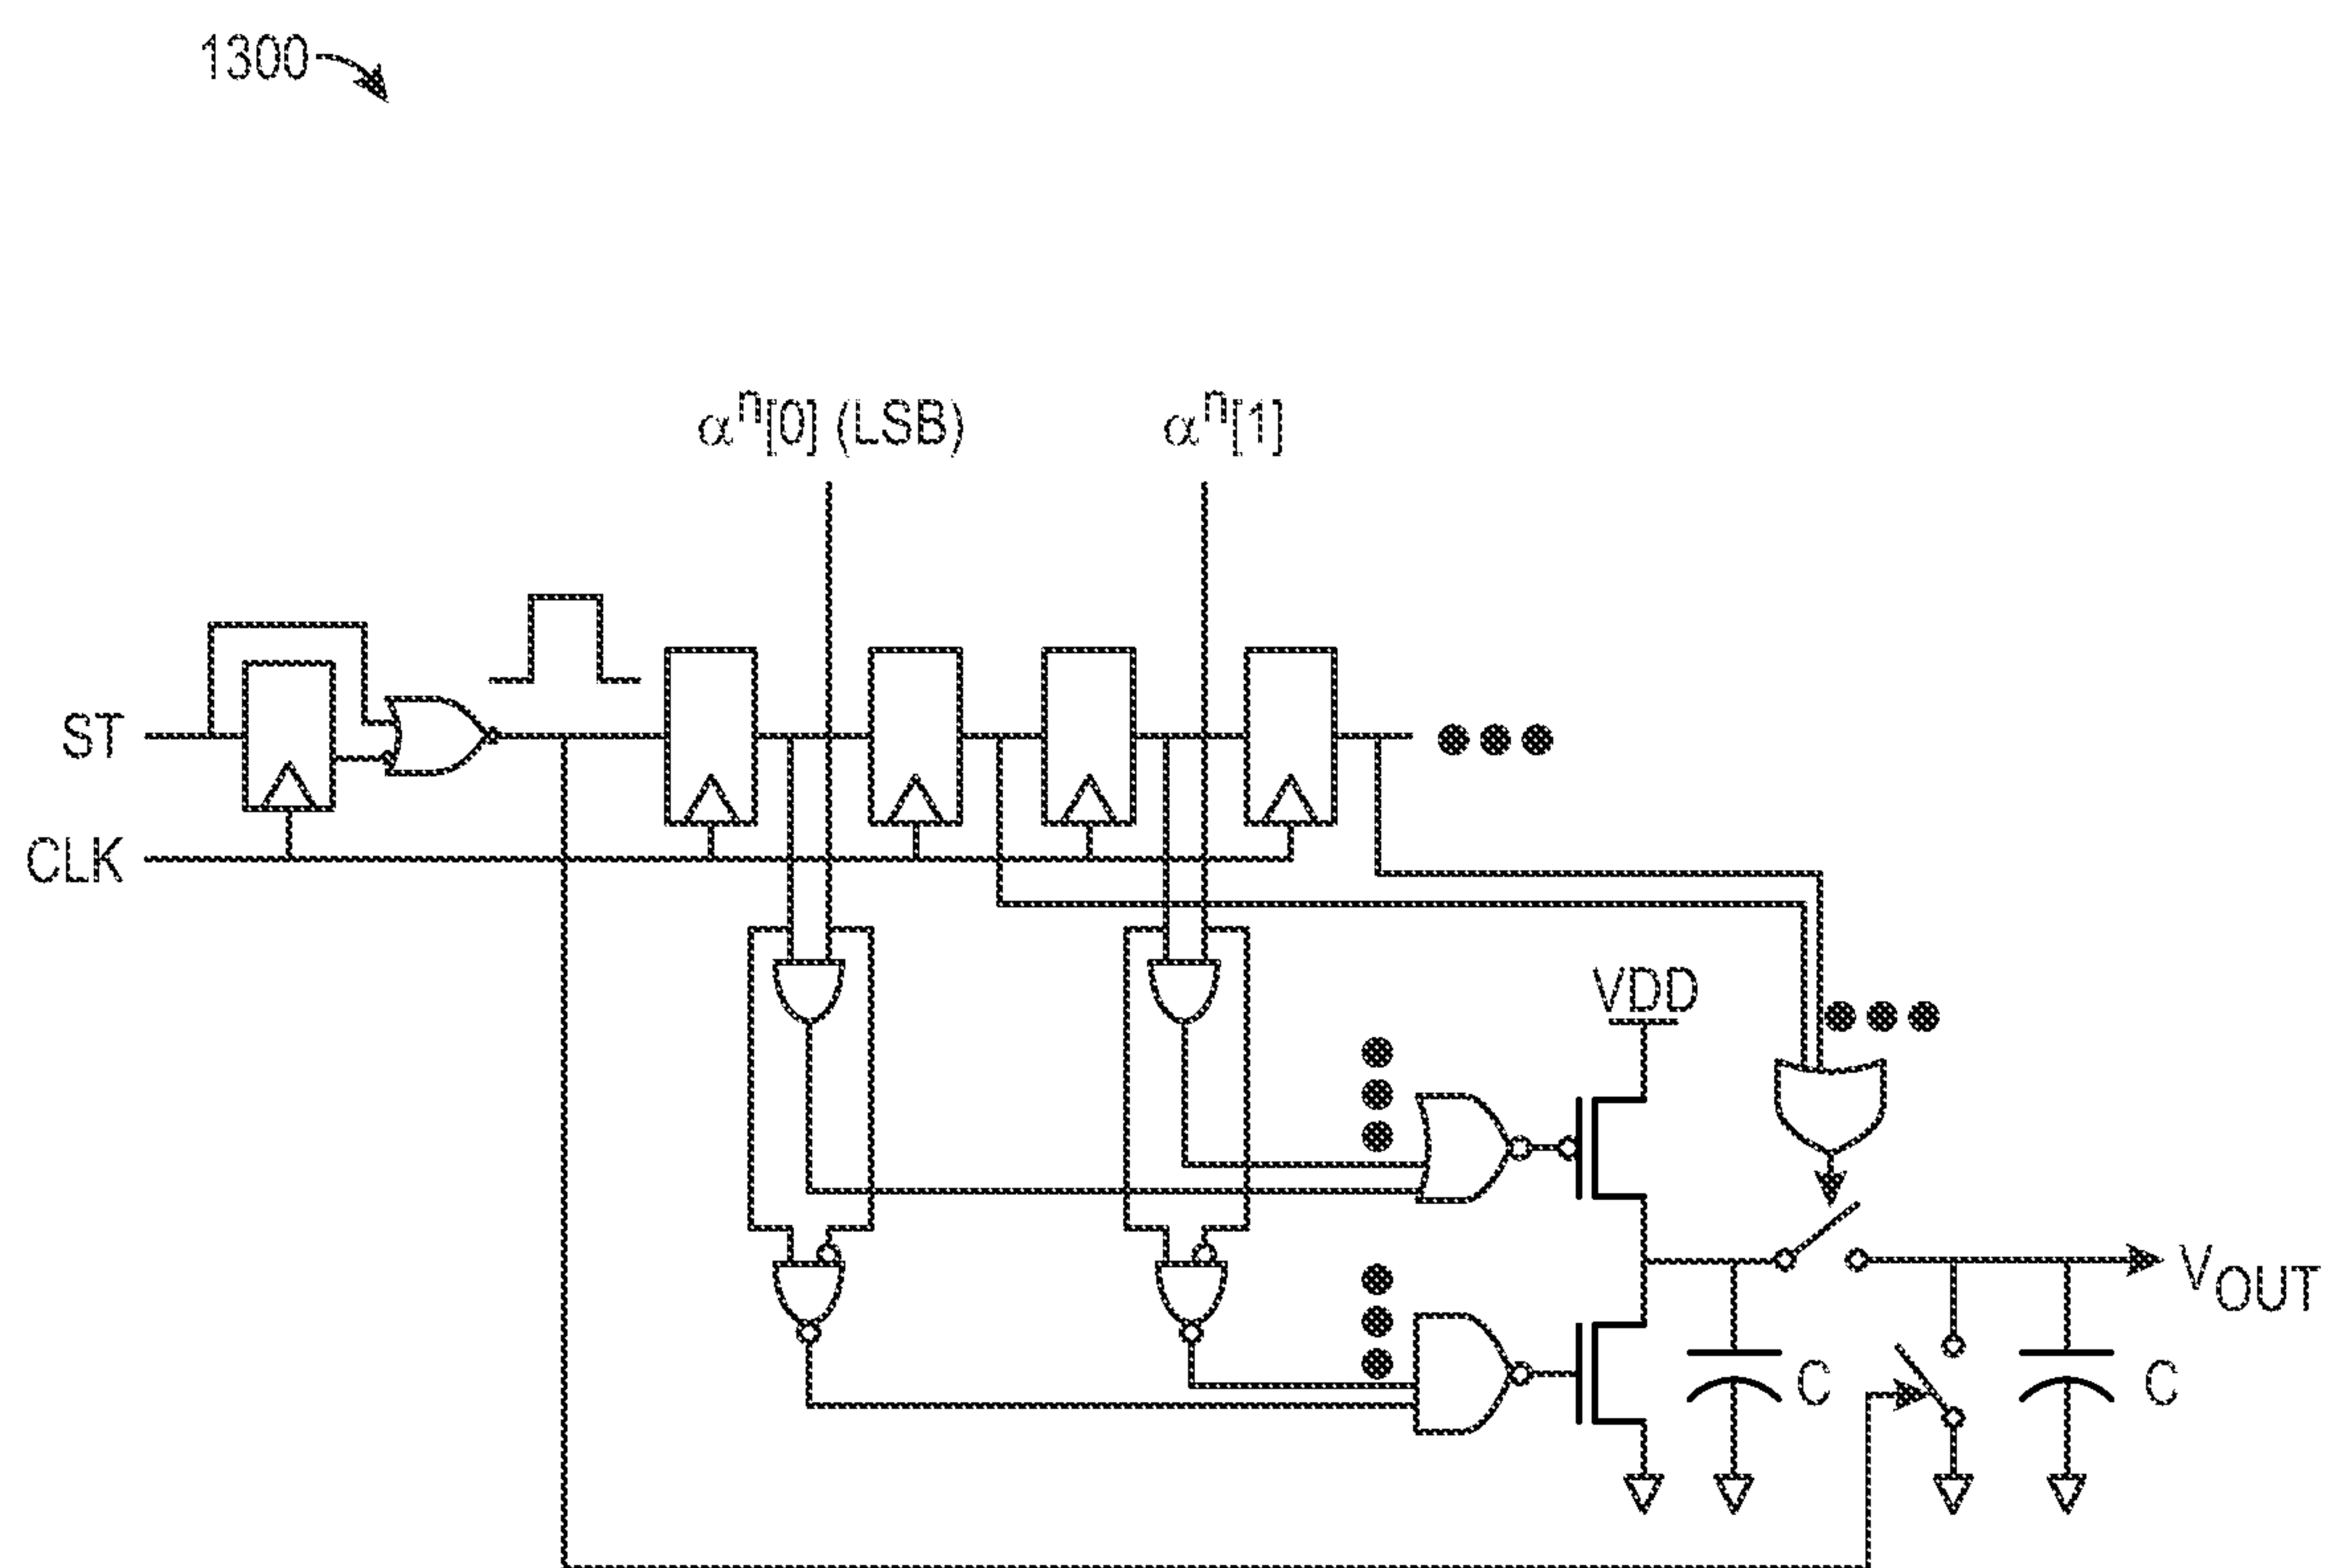 1300
αⁿ[0] (LSB)
αⁿ[1]
ST
CLK
VDD
VOUT
C
C